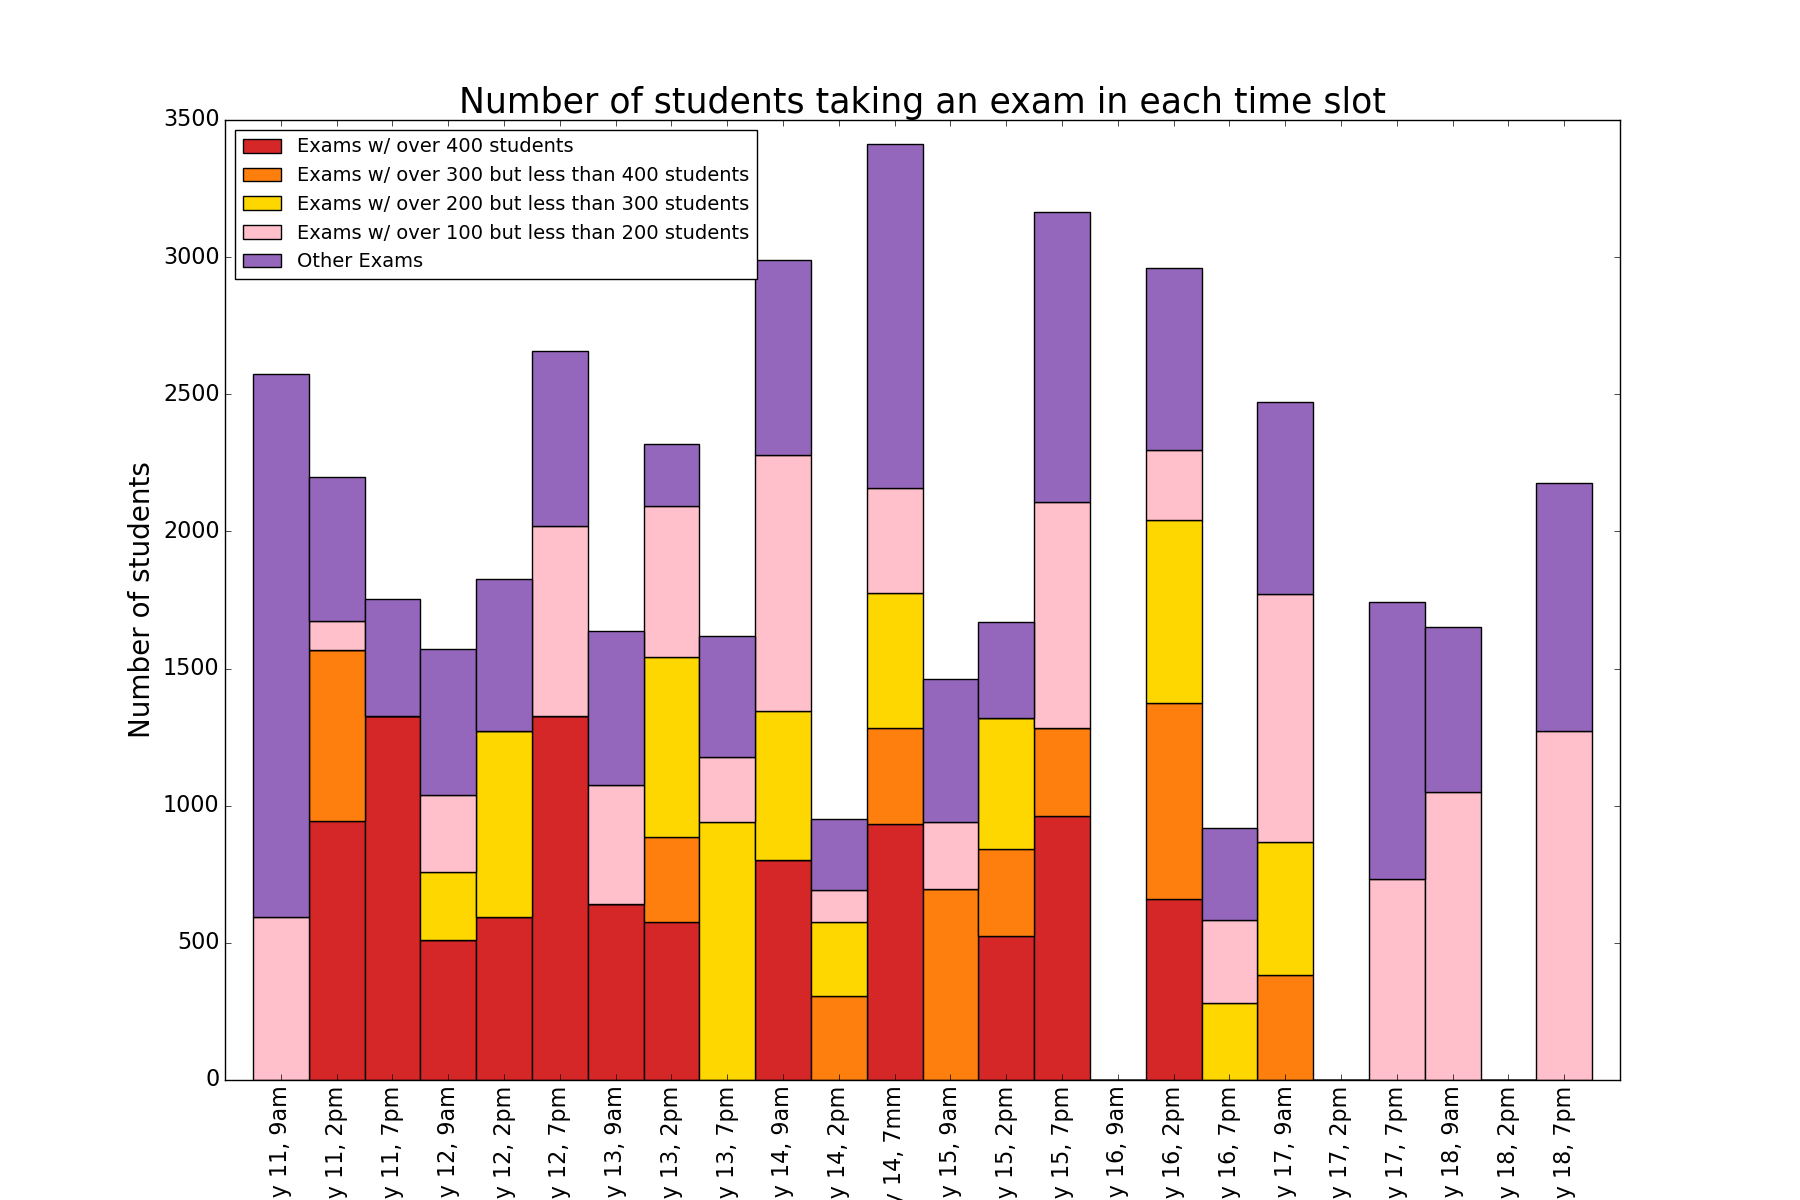 Number of students taking an exam in each time slot
3500
3000
2500
2000
1500
1000
500
0
Number of students
Exams w/ over 400 students
Exams w/ over 300 but less than 400 students
Exams w/ over 200 but less than 300 students
Exams w/ over 100 but less than 200 students
Other Exams
y 11, 9am
y 11, 2pm
y 11, 7pm
y 12, 9am
y 12, 2pm
y 12, 7pm
y 13, 9am
y 13, 2pm
y 13, 7pm
y 14, 9am
y 14, 2pm
y 14, 7mm
y 15, 9am
y 15, 2pm
y 15, 7pm
y 16, 9am
y 16, 2pm
y 16, 7pm
y 17, 9am
y 17, 2pm
y 17, 7pm
y 18, 9am
y 18, 2pm
y 18, 7pm